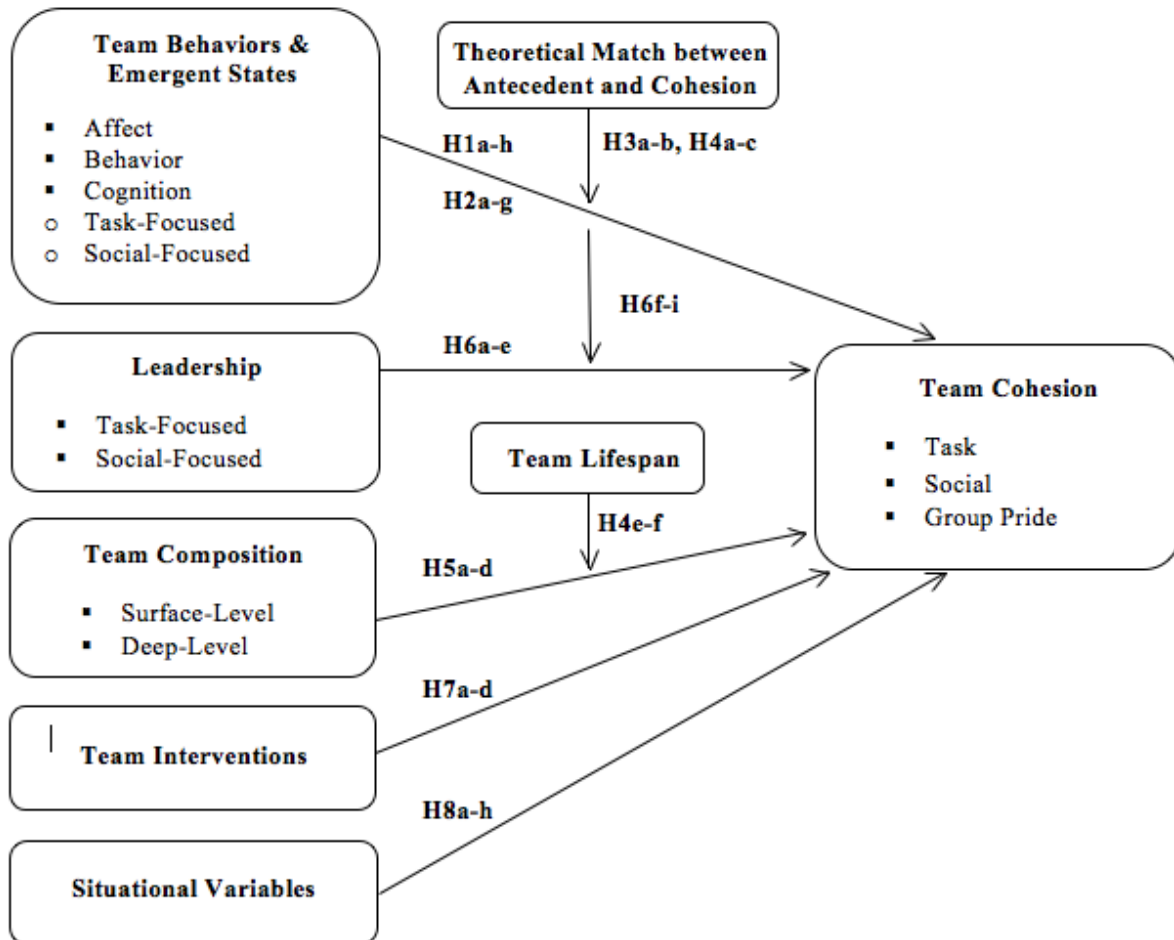 Team Behaviors &
Emergent States
▪ Affect
▪ Behavior
▪ Cognition
o Task-Focused
o Social-Focused
Theoretical Match between
Antecedent and Cohesion
H1a-h
H3a-b, H4a-c
H2a-g
H6f-i
H6a-e
Leadership
▪ Task-Focused
▪ Social-Focused
Team Cohesion
▪ Task
▪ Social
▪ Group Pride
Team Lifespan
H4e-f
Team Composition
▪ Surface-Level
▪ Deep-Level
H5a-d
H7a-d
Team Interventions
H8a-h
Situational Variables